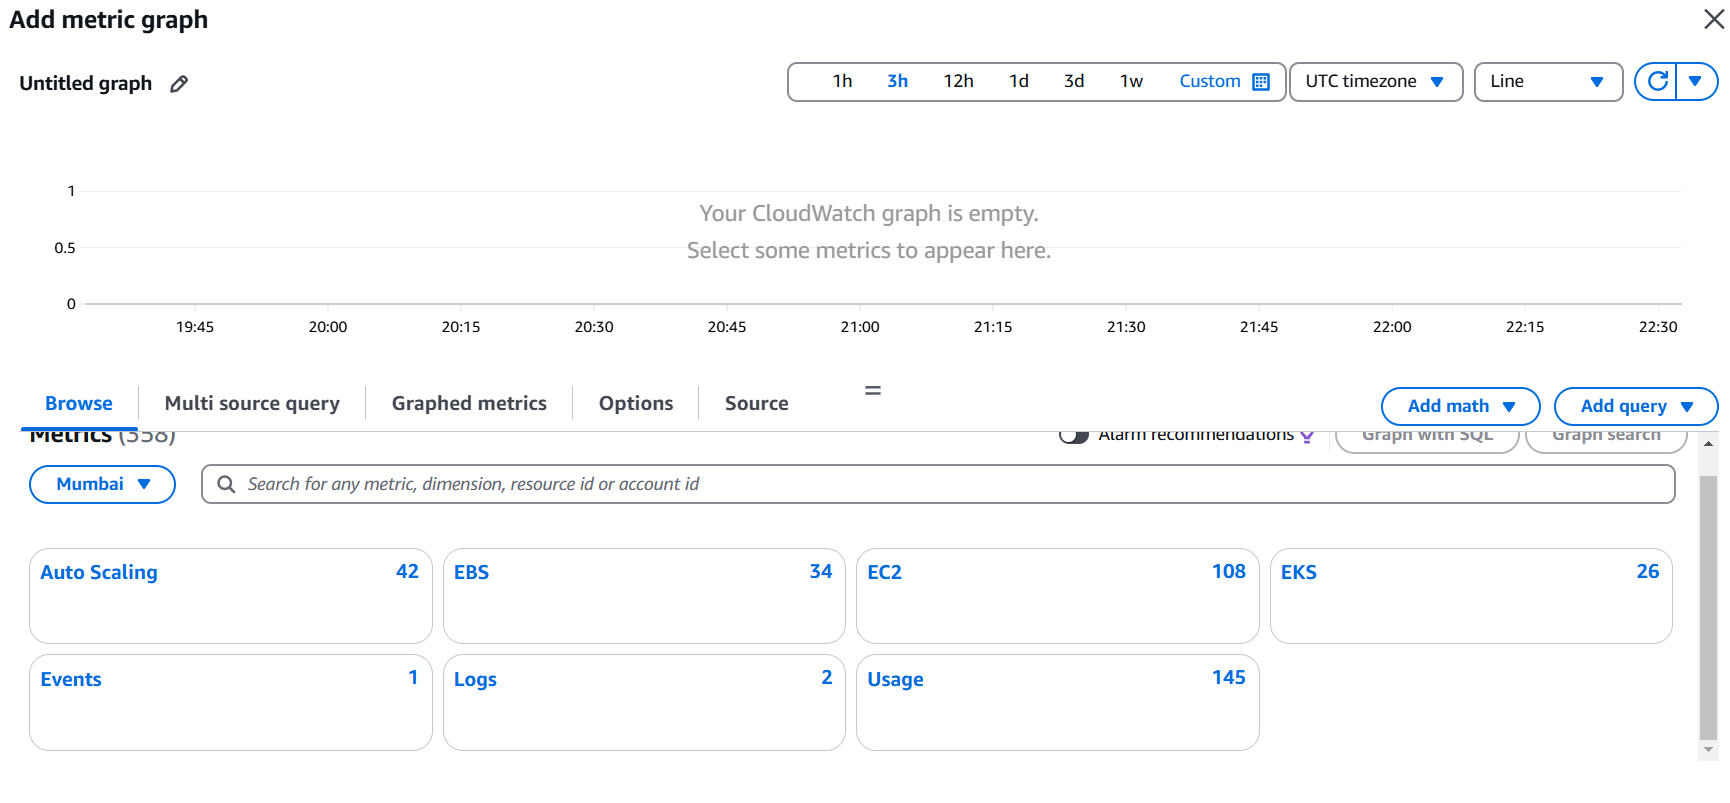 Add metric graph
Untitled graph
1h 3h 12h 1d 3d 1w Custom UTC timezone Line
1
0.5
0
Your CloudWatch graph is empty.
Select some metrics to appear here.
19:45 20:00 20:15 20:30 20:45 21:00 21:15 21:30 21:45 22:00 22:15 22:30
Browse Multi source query Graphed metrics Options Source Add math Add query
Metrics (358) Alarm recommendations Graph with SQL Graph search
Mumbai Search for any metric, dimension, resource id or account id
Auto Scaling 42 EBS 34 EC2 108 EKS 26
Events 1 Logs 2 Usage 145